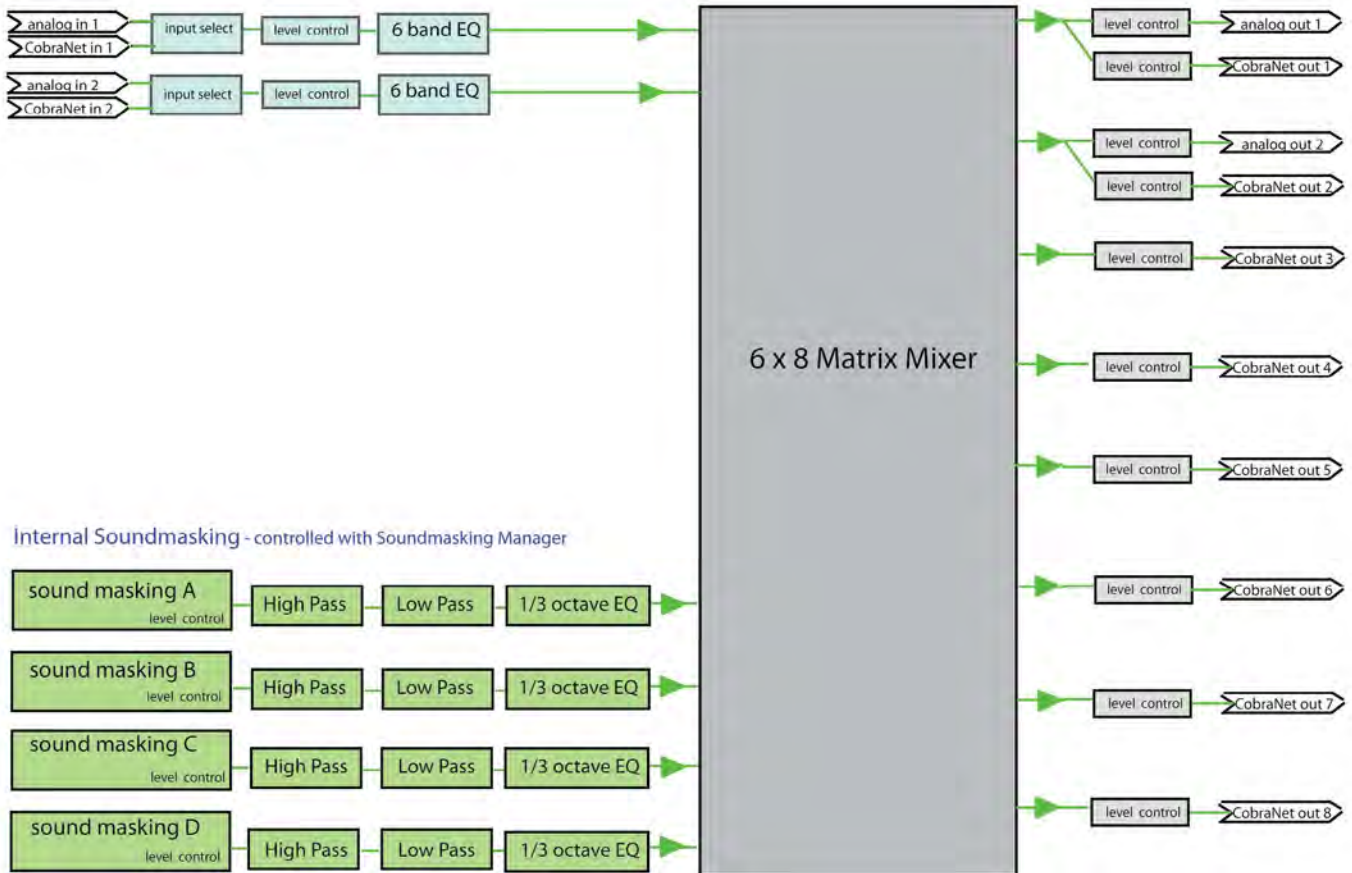 analog in 1
CobraNet in 1
input select
level control
6 band EQ
analog in 2
CobraNet in 2
input select
level control
6 band EQ
6 x 8 Matrix Mixer
level control
analog out 1
level control
CobraNet out 1
level control
analog out 2
level control
CobraNet out 2
level control
CobraNet out 3
level control
CobraNet out 4
level control
CobraNet out 5
level control
CobraNet out 6
level control
CobraNet out 7
level control
CobraNet out 8
Internal Soundmasking - controlled with Soundmasking Manager
sound masking A
level control
High Pass
Low Pass
1/3 octave EQ
sound masking B
level control
High Pass
Low Pass
1/3 octave EQ
sound masking C
level control
High Pass
Low Pass
1/3 octave EQ
sound masking D
level control
High Pass
Low Pass
1/3 octave EQ